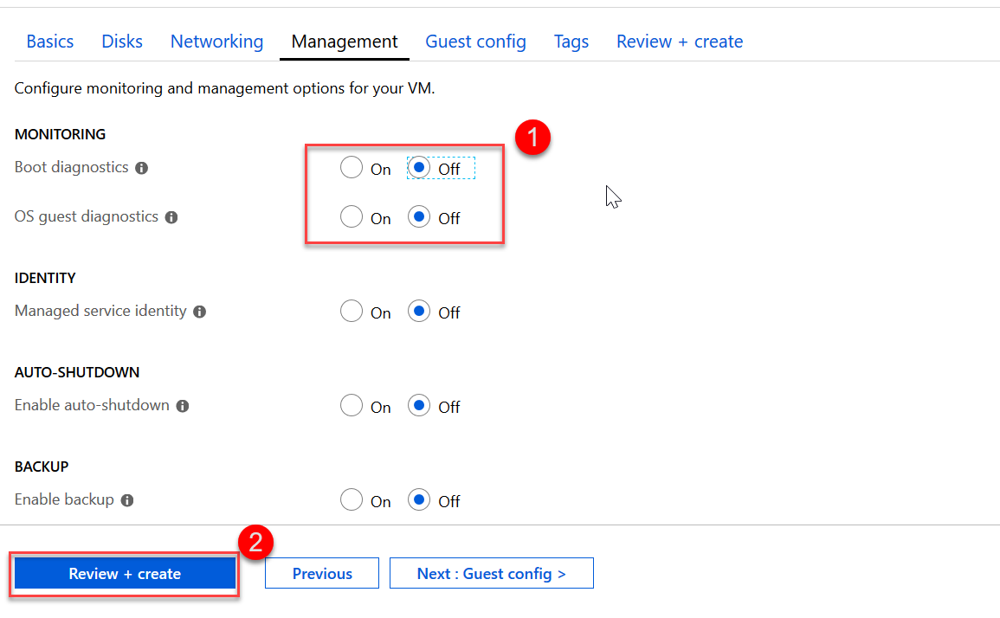 Basics Disks Networking Management Guest config Tags Review + create
Configure monitoring and management options for your VM.
MONITORING
1
Boot diagnostics i On Off
OS guest diagnostics i On Off
IDENTITY
Managed service identity i On Off
AUTO-SHUTDOWN
Enable auto-shutdown i On Off
BACKUP
Enable backup i On Off
2
Review + create Previous Next : Guest config >